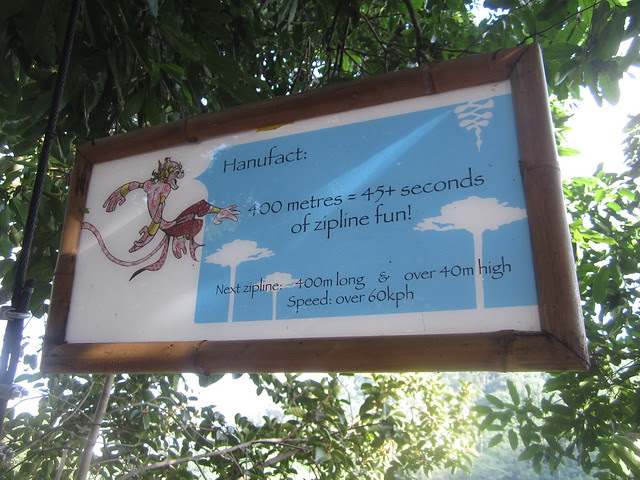 Hanufact:
400 metres = 45+ seconds
of zipline fun!
Next zipline: 400m long & over 40m high
Speed: over 60kph